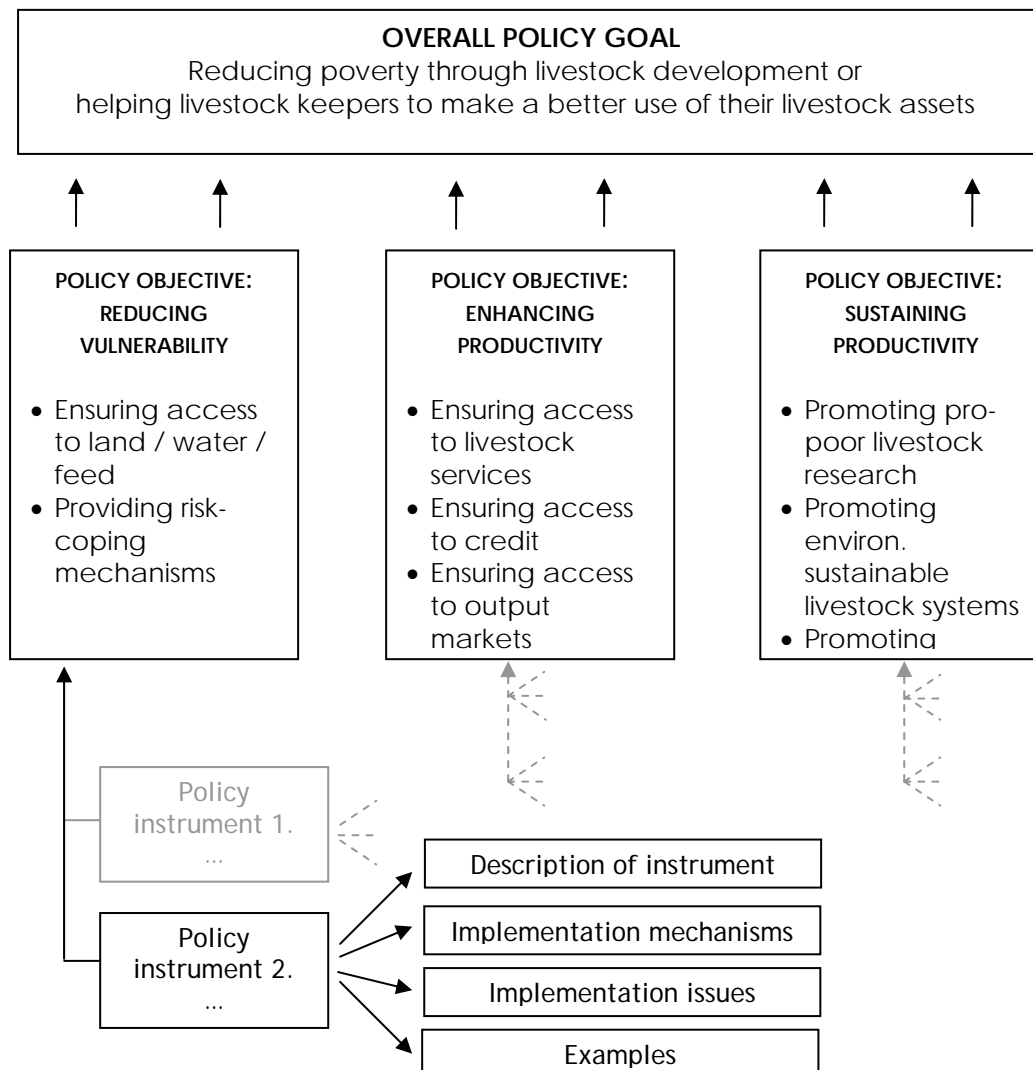 OVERALL POLICY GOAL
Reducing poverty through livestock development or
helping livestock keepers to make a better use of their livestock assets
POLICY OBJECTIVE:
REDUCING
VULNERABILITY
• Ensuring access
to land / water /
feed
• Providing risk-
coping
mechanisms
POLICY OBJECTIVE:
ENHANCING
PRODUCTIVITY
• Ensuring access
to livestock
services
• Ensuring access
to credit
• Ensuring access
to output
markets
POLICY OBJECTIVE:
SUSTAINING
PRODUCTIVITY
• Promoting pro-
poor livestock
research
• Promoting
environ.
sustainable
livestock systems
• Promoting
Policy
instrument 1.
...
Policy
instrument 2.
...
Description of instrument
Implementation mechanisms
Implementation issues
Examples